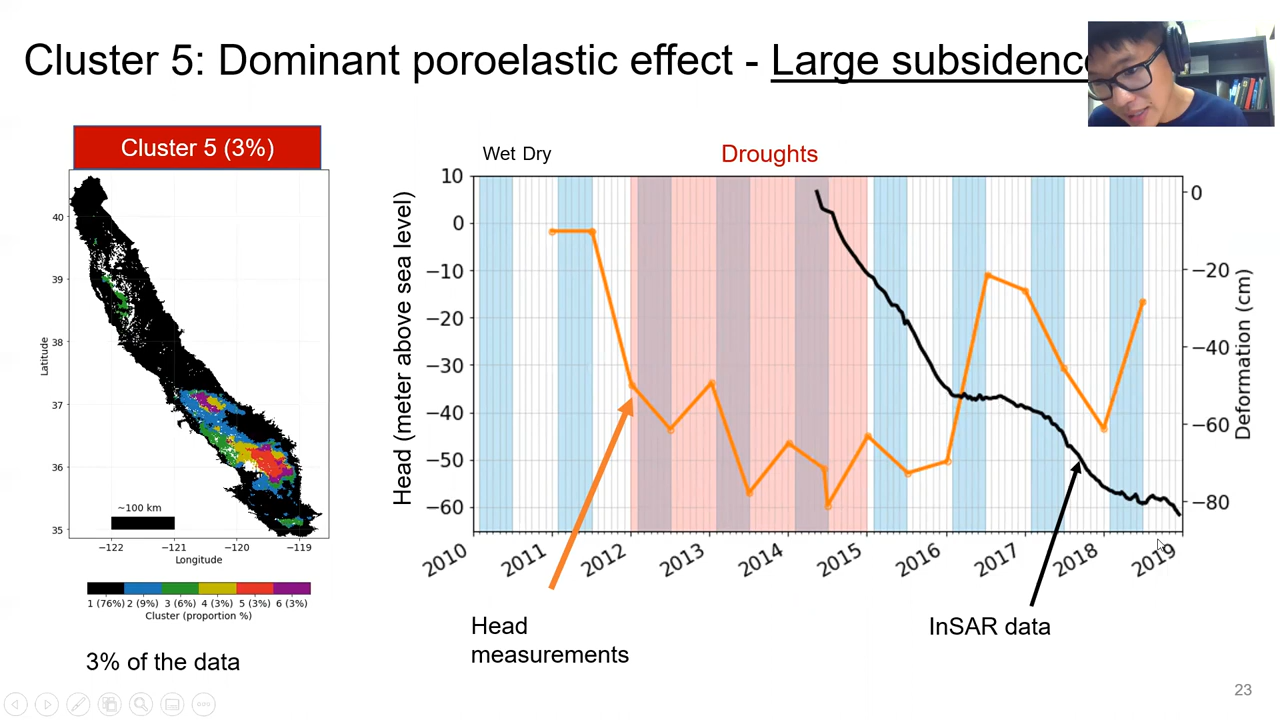 Cluster 5: Dominant poroelastic effect - Large subsidence
Cluster 5 (3%)
40
39
38
37
36
35
Latitude
~100 km
−122
−121
−120
−119
Longitude
1 (76%) 2 (9%) 3 (6%) 4 (3%) 5 (3%) 6 (3%)
Cluster (proportion %)
3% of the data
Wet Dry
Droughts
Head (meter above sea level)
10
0
−10
−20
−30
−40
−50
−60
0
−20
−40
−60
−80
Deformation (cm)
2010
2011
2012
2013
2014
2015
2016
2017
2018
2019
Head
measurements
InSAR data
23